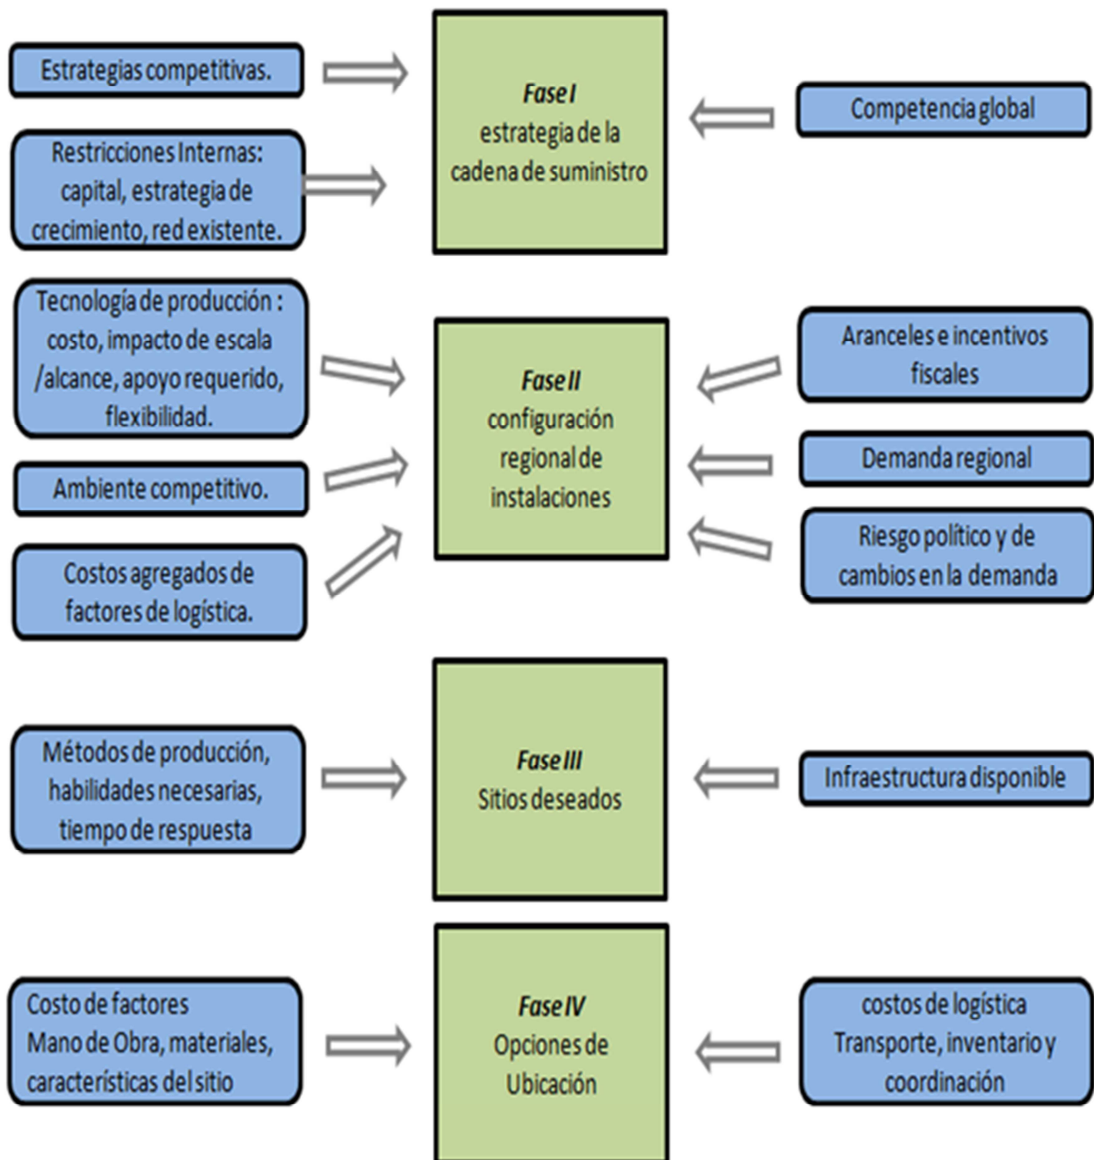 Estrategias competitivas.
Restricciones Internas:
capital, estrategia de
crecimiento, red existente.
Fase I
estrategia de la
cadena de suministro
Competencia global
Tecnología de producción :
costo, impacto de escala
/alcance, apoyo requerido,
flexibilidad.
Ambiente competitivo.
Costos agregados de
factores de logística.
Fase II
configuración
regional de
instalaciones
Aranceles e incentivos
fiscales
Demanda regional
Riesgo político y de
cambios en la demanda
Métodos de producción,
habilidades necesarias,
tiempo de respuesta
Fase III
Sitios deseados
Infraestructura disponible
Costo de factores
Mano de Obra, materiales,
características del sitio
Fase IV
Opciones de
Ubicación
costos de logística
Transporte, inventario y
coordinación